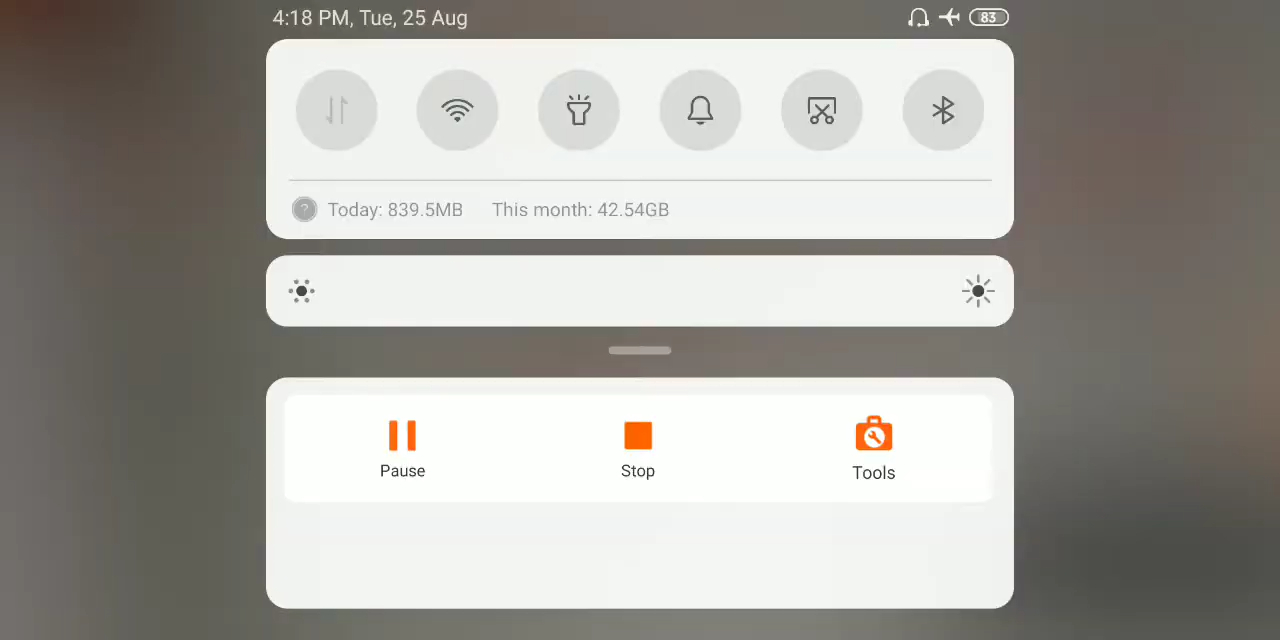 4:18 PM, Tue, 25 Aug
83
Today: 839.5MB This month: 42.54GB
Pause
Stop
Tools